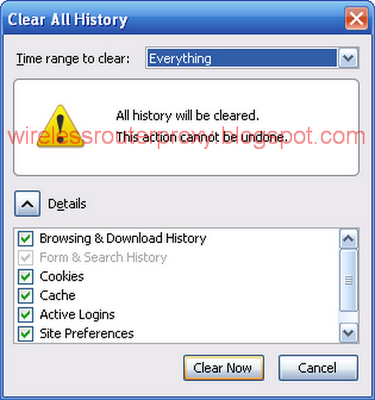 Clear All History
Time range to clear: Everything
All history will be cleared.
wirelessrouterproxy.blogspot.com
This action cannot be undone.
Details
Browsing & Download History
Form & Search History
Cookies
Cache
Active Logins
Site Preferences
Clear Now
Cancel